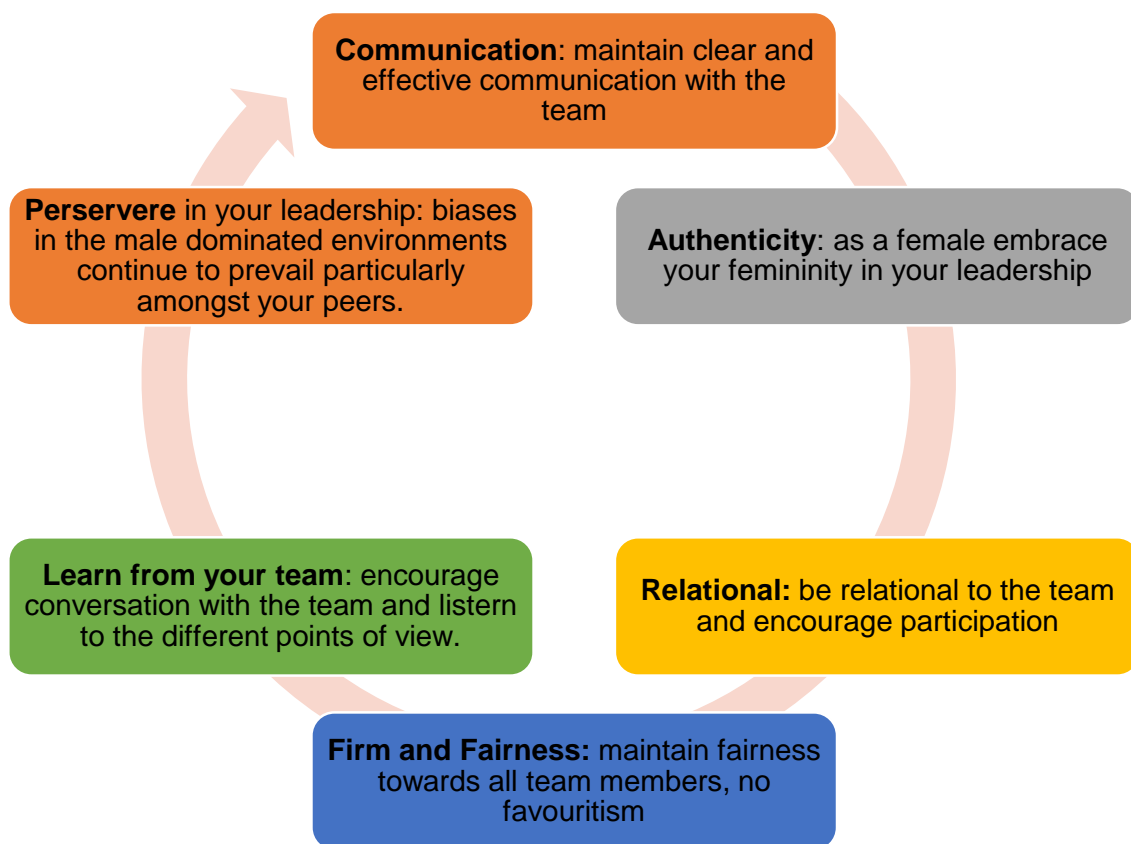 Communication: maintain clear and
effective communication with the
team
Authenticity: as a female embrace
your femininity in your leadership
Relational: be relational to the team
and encourage participation
Firm and Fairness: maintain fairness
towards all team members, no
favouritism
Learn from your team: encourage
conversation with the team and listern
to the different points of view.
Perservere in your leadership: biases
in the male dominated environments
continue to prevail particularly
amongst your peers.